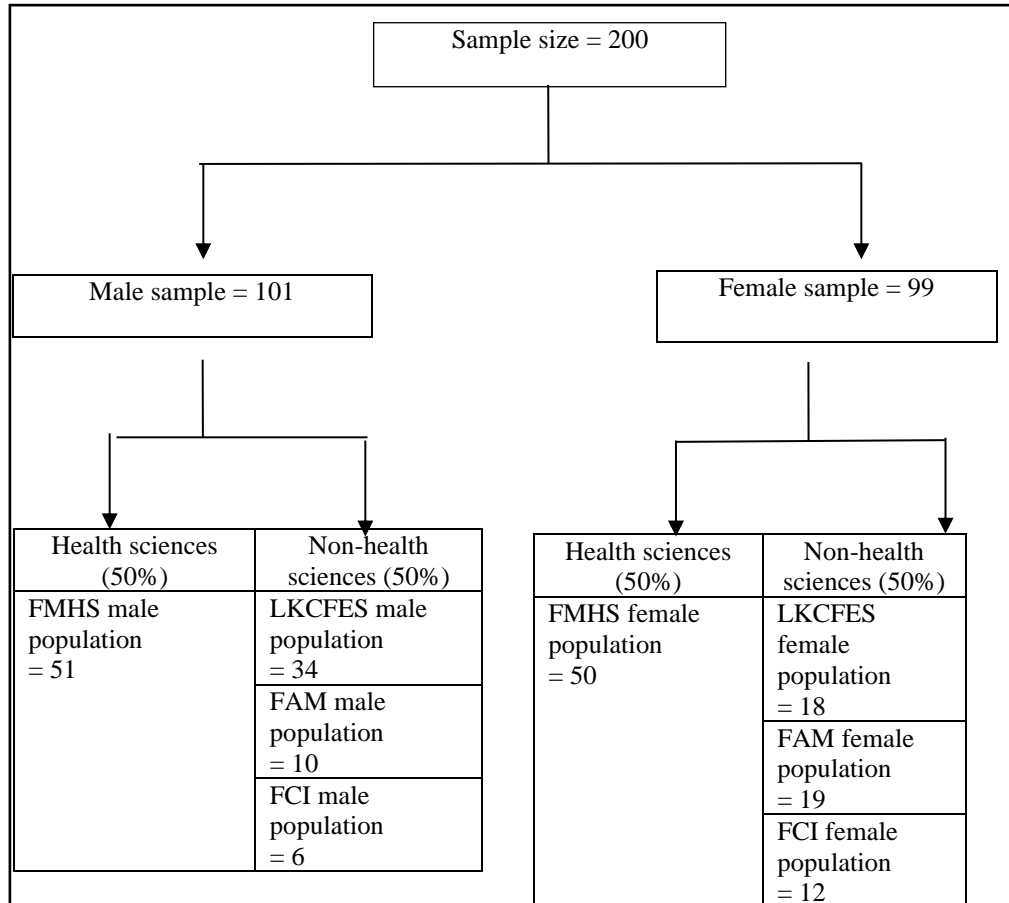 Sample size = 200
Male sample = 101
Female sample = 99
Health sciences
(50%)
Non-health
sciences (50%)
FMHS male
population
= 51
LKCFES male
population
= 34
FAM male
population
= 10
FCI male
population
= 6
Health sciences
(50%)
Non-health
sciences (50%)
FMHS female
population
= 50
LKCFES
female
population
= 18
FAM female
population
= 19
FCI female
population
= 12